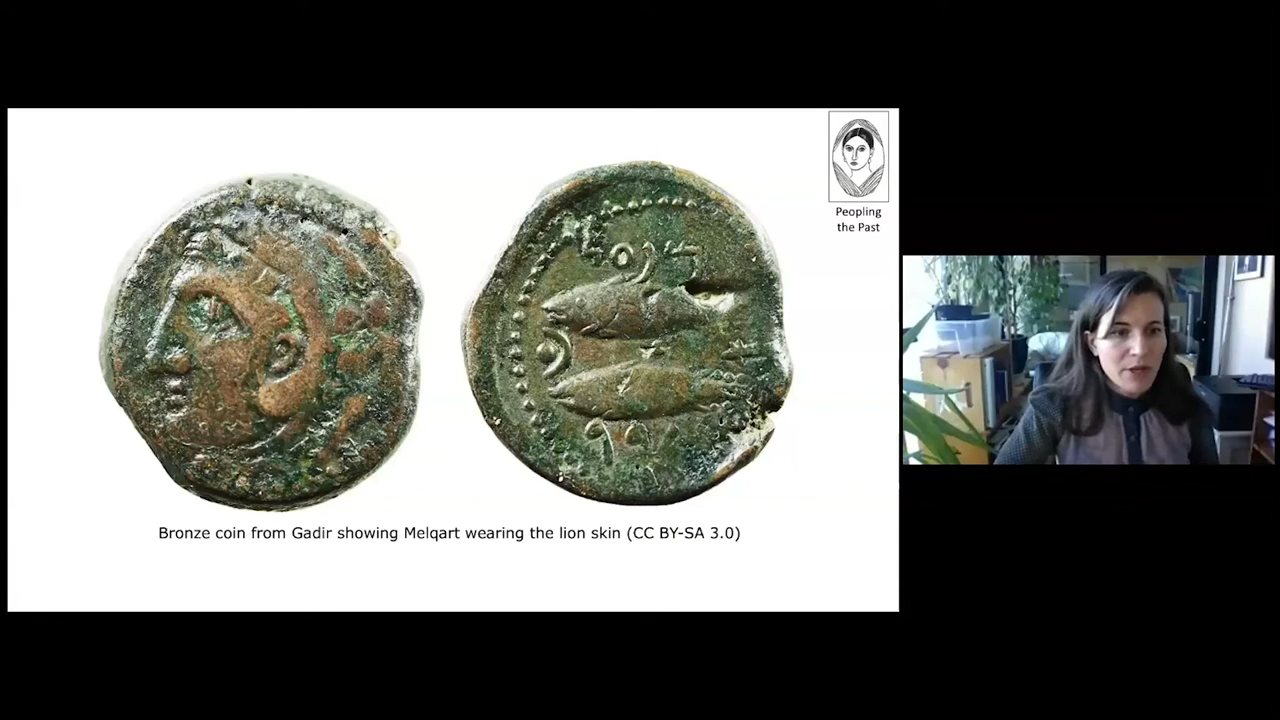 Peopling
the Past
Bronze coin from Gadir showing Melqart wearing the lion skin (CC BY-SA 3.0)